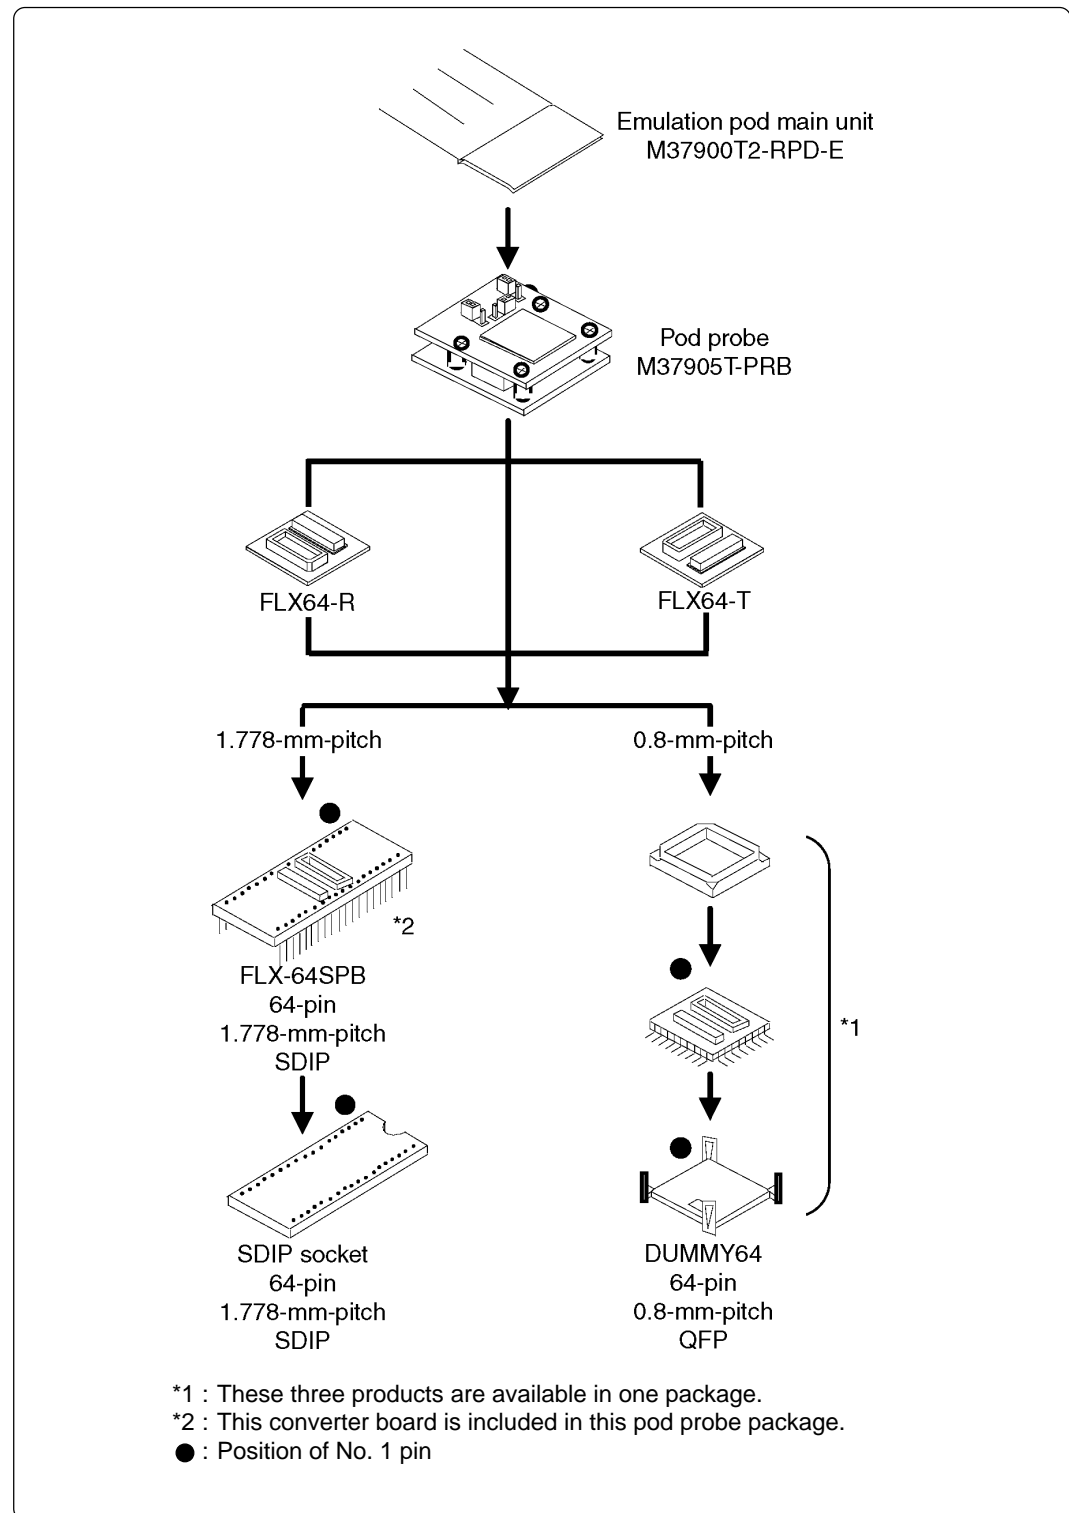 Emulation pod main unit
M37900T2-RPD-E
Pod probe
M37905T-PRB
FLX64-R
FLX64-T
1.778-mm-pitch
0.8-mm-pitch
*2
FLX-64SPB
64-pin
1.778-mm-pitch
SDIP
*1
SDIP socket
64-pin
1.778-mm-pitch
SDIP
DUMMY64
64-pin
0.8-mm-pitch
QFP
*1 : These three products are available in one package.
*2 : This converter board is included in this pod probe package.
● : Position of No. 1 pin